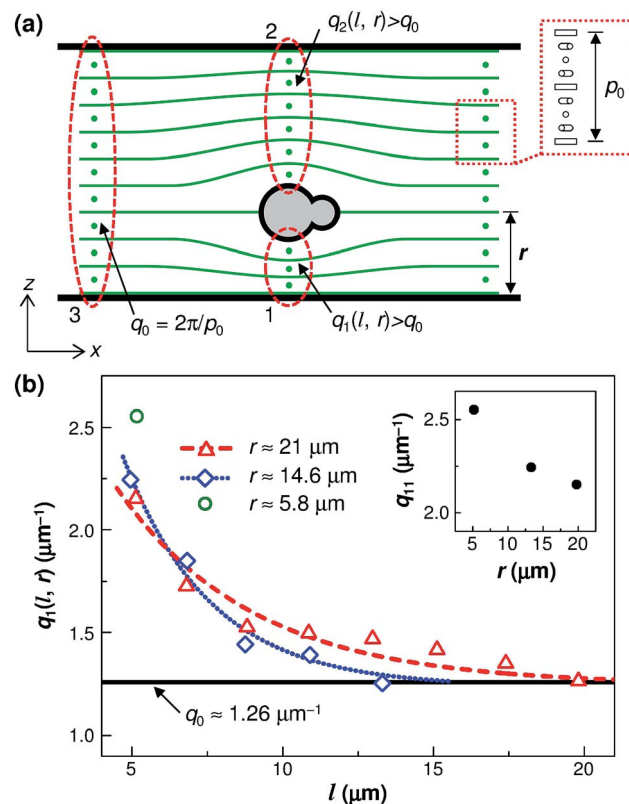 (a)
2
q₂(l, r)>q₀
p₀
r
z
x
3
q₀ = 2π/p₀
1
q₁(l, r)>q₀
(b)
2.5
2.0
1.5
1.0
q₁(l, r) (μm⁻¹)
r ≈ 21 μm
r ≈ 14.6 μm
r ≈ 5.8 μm
q₀ ≈ 1.26 μm⁻¹
5
10
15
20
l (μm)
2.5
2.0
q₁₁ (μm⁻¹)
5
10
15
20
r (μm)